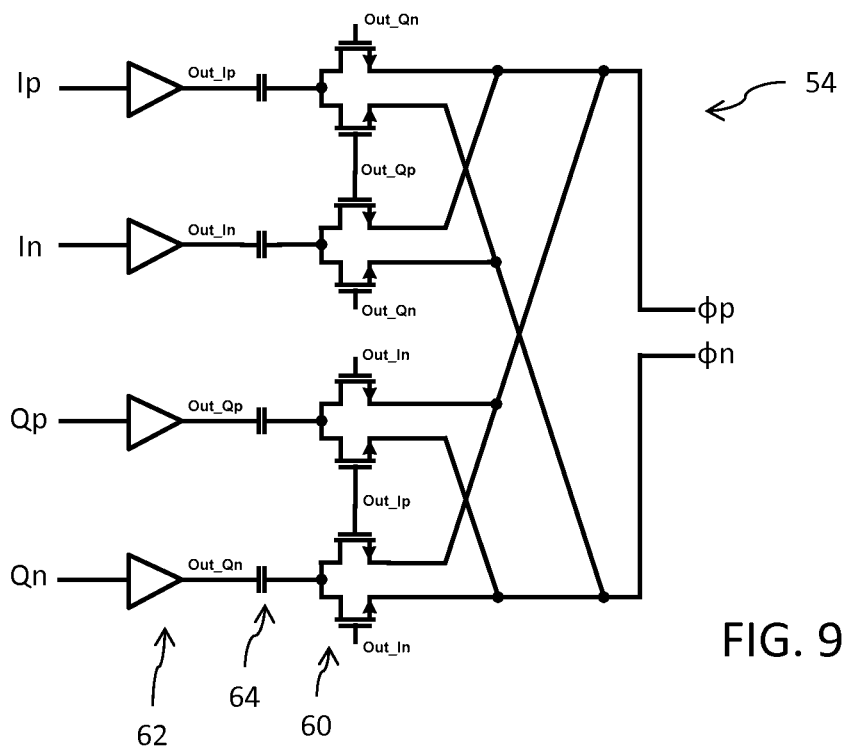 Out_Qn
Ip
Out_Ip
54
Out_Qp
In
Out_In
Out_Qn
ϕp
Out_In
ϕn
Qp
Out_Qp
Out_Ip
Qn
Out_Qn
Out_In
FIG. 9
64
60
62